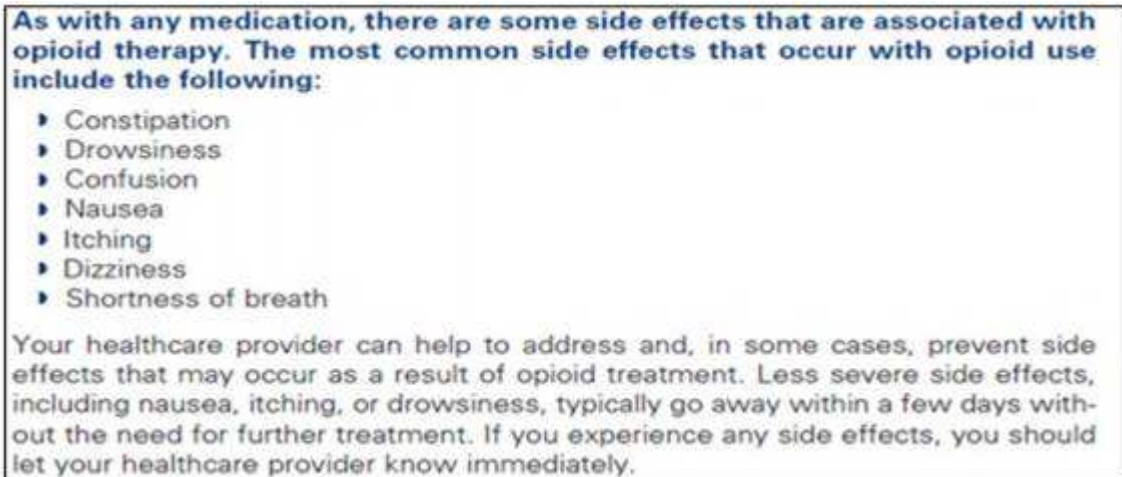 As with any medication, there are some side effects that are associated with
opioid therapy. The most common side effects that occur with opioid use
include the following:
Constipation
Drowsiness
Confusion
Nausea
Itching
Dizziness
Shortness of breath
Your healthcare provider can help to address and, in some cases, prevent side
effects that may occur as a result of opioid treatment. Less severe side effects,
including nausea, itching, or drowsiness, typically go away within a few days with-
out the need for further treatment. If you experience any side effects, you should
let your healthcare provider know immediately.